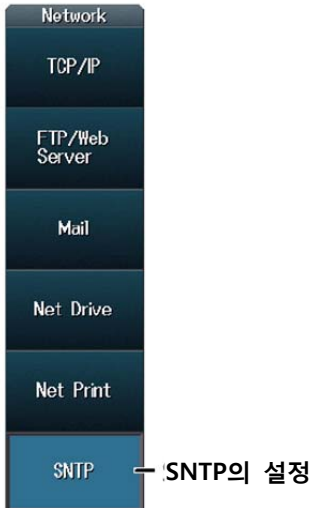 Network
TCP/IP
FTP/Web
Server
Mail
Net Drive
Net Print
SNTP
SNTP의 설정